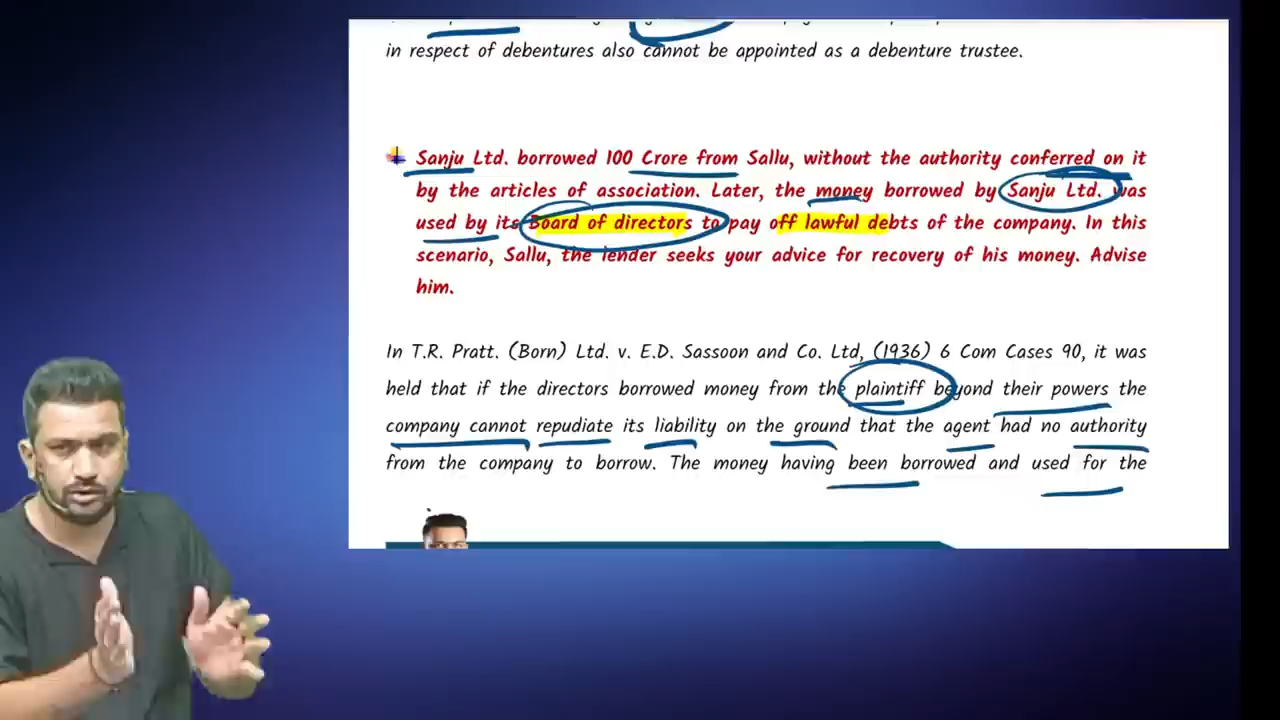 in respect of debentures also cannot be appointed as a debenture trustee.
Sanju Ltd. borrowed 100 Crore from Sallu, without the authority conferred on it
by the articles of association. Later, the money borrowed by Sanju Ltd. was
used by its Board of directors to pay off lawful debts of the company. In this
scenario, Sallu, the lender seeks your advice for recovery of his money. Advise
him.
In T.R. Pratt. (Born) Ltd. v. E.D. Sassoon and Co. Ltd, (1936) 6 Com Cases 90, it was
held that if the directors borrowed money from the plaintiff beyond their powers the
company cannot repudiate its liability on the ground that the agent had no authority
from the company to borrow. The money having been borrowed and used for the